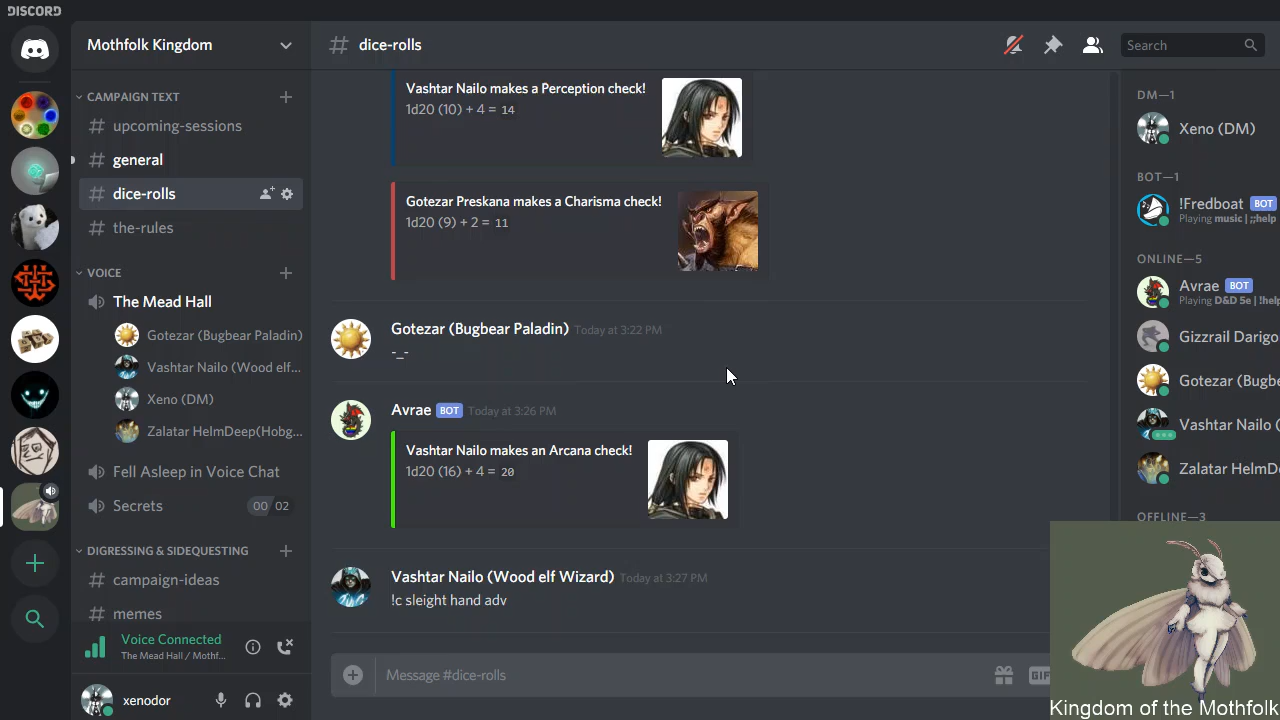 DISCORD
Mothfolk Kingdom
CAMPAIGN TEXT
# upcoming-sessions
# general
# dice-rolls
# the-rules
VOICE
The Mead Hall
Gotezar (Bugbear Paladin)
Vashtar Nailo (Wood elf...
Xeno (DM)
Zalatar HelmDeep(Hobg...
Fell Asleep in Voice Chat
Secrets 00 02
DIGRESSING & SIDEQUESTING
# campaign-ideas
# memes
Voice Connected
The Mead Hall / Mothf...
xenodor
# dice-rolls
Search
Vashtar Nailo makes a Perception check!
1d20 (10) + 4 = 14
Gotezar Preskana makes a Charisma check!
1d20 (9) + 2 = 11
Gotezar (Bugbear Paladin) Today at 3:22 PM
-_-
Avrae BOT Today at 3:26 PM
Vashtar Nailo makes an Arcana check!
1d20 (16) + 4 = 20
Vashtar Nailo (Wood elf Wizard) Today at 3:27 PM
!c sleight hand adv
Message #dice-rolls
GIF
DM—1
Xeno (DM)
BOT—1
!Fredboat BOT
Playing music | ;;help
ONLINE—5
Avrae BOT
Playing D&D 5e | !help
Gizzrail Darigo
Gotezar (Bugbe
Vashtar Nailo (
Zalatar HelmDe
OFFLINE—3
Kingdom of the Mothfolk